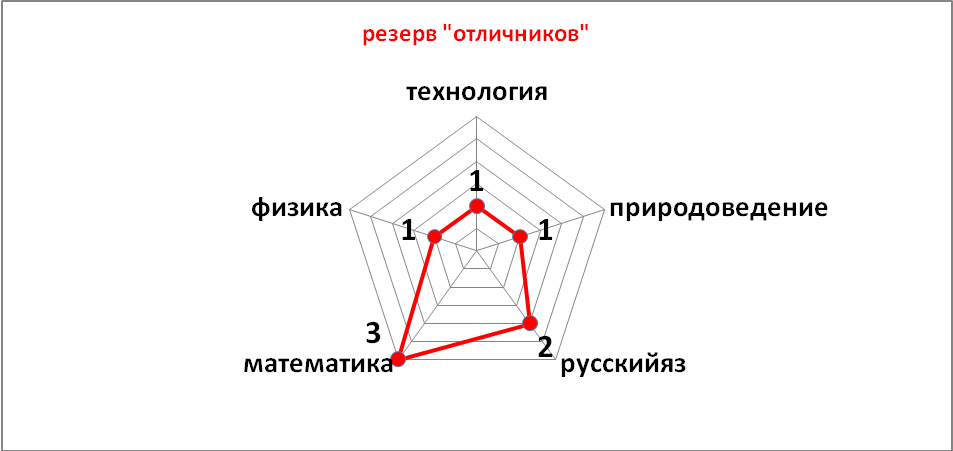 резерв "отличников"
технология
1
физика
природоведение
1
1
3
2
математика
русскийяз